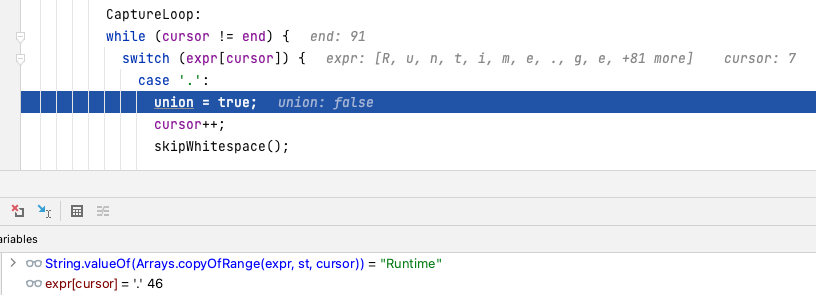 CaptureLoop:
while (cursor != end) { end: 91
switch (expr[cursor]) { expr: [R, u, n, t, i, m, e, ., g, e, +81 more] cursor: 7
case '.':
union = true; union: false
cursor++;
skipWhitespace();
ariables
String.valueOf(Arrays.copyOfRange(expr, st, cursor)) = "Runtime"
expr[cursor] = '.' 46